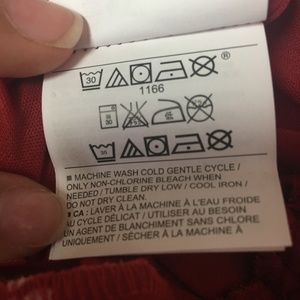 30
®
1166
30
■ MACHINE WASH COLD GENTLE CYCLE /
ONLY NON-CHLORINE BLEACH WHEN
NEEDED / TUMBLE DRY LOW / COOL IRON /
DO NOT DRY CLEAN.
■ CA : LAVER À LA MACHINE À L'EAU FROIDE
AU CYCLE DÉLICAT / UTILISER AU BESOIN
UN AGENT DE BLANCHIMENT SANS CHLORE
UNIQUEMENT / SÉCHER À LA MACHINE À